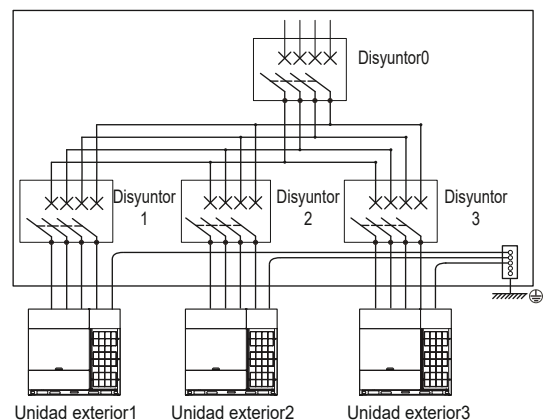 Disyuntor0
Disyuntor
1
Disyuntor
2
Disyuntor
3
Unidad exterior1
Unidad exterior2
Unidad exterior3